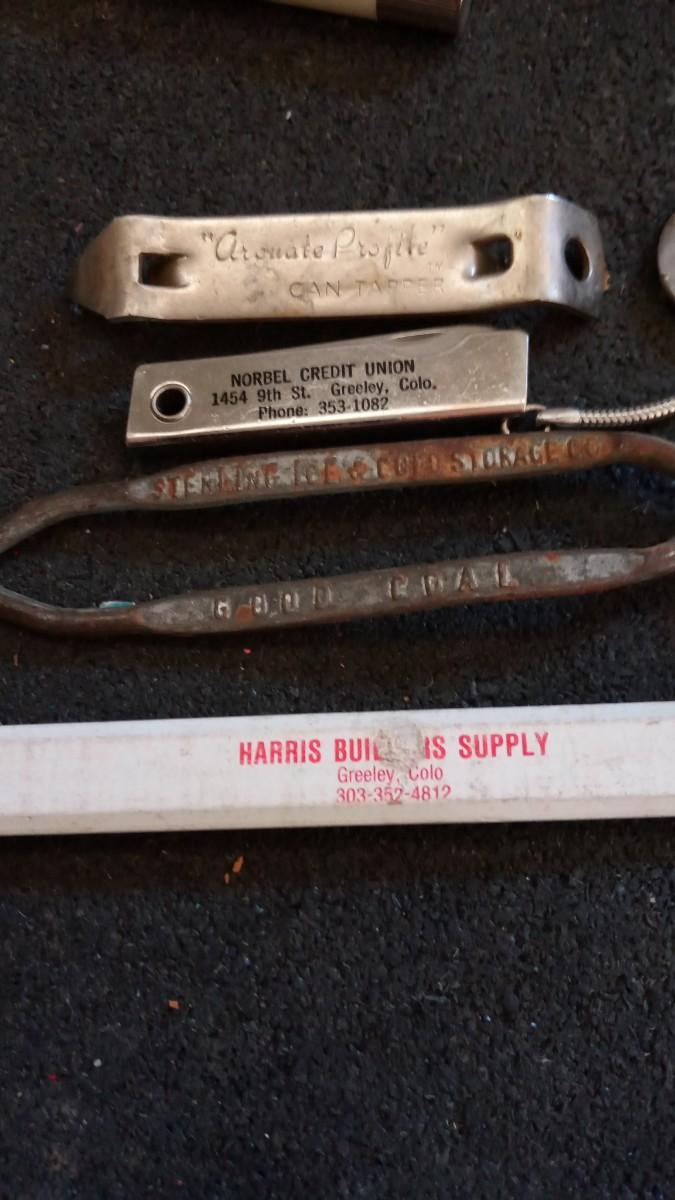 "Arcuate Profile"
TM
CAN TAPPER
NORBEL CREDIT UNION
1454 9th St. Greeley, Colo.
Phone: 353-1082
STERLING ICE & COLD STORAGE CO
GOOD COAL
HARRIS SUPPLY
Greeley, Colo
303-352-4812